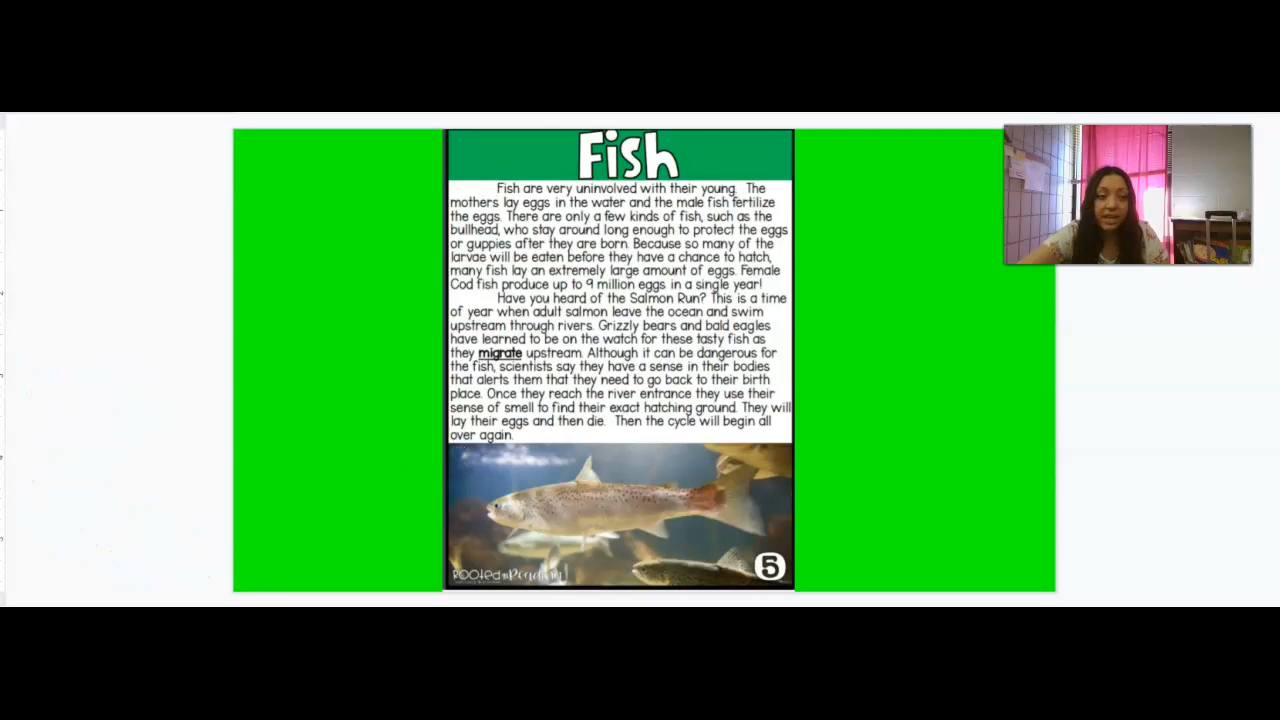 Fish
Fish are very uninvolved with their young. The
mothers lay eggs in the water and the male fish fertilize
the eggs. There are only a few kinds of fish, such as the
bullhead, who stay around long enough to protect the eggs
or guppies after they are born. Because so many of the
larvae will be eaten before they have a chance to hatch,
many fish lay an extremely large amount of eggs. Female
Cod fish produce up to 9 million eggs in a single year!
Have you heard of the Salmon Run? This is a time
of year when adult salmon leave the ocean and swim
upstream through rivers. Grizzly bears and bald eagles
have learned to be on the watch for these tasty fish as
they migrate upstream. Although it can be dangerous for
the fish, scientists say they have a sense in their bodies
that alerts them that they need to go back to their birth
place. Once they reach the river entrance they use their
sense of smell to find their exact hatching ground. They will
lay their eggs and then die. Then the cycle will begin all
over again.
Rooted in Reading
5